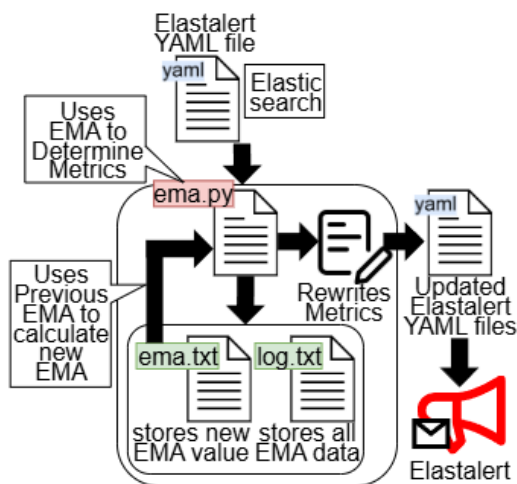 Elastalert
YAML file
yaml
Elastic
search
Uses
EMA to
Determine
Metrics
ema.py
yaml
Uses
Previous
EMA to
calculate
new
EMA
Rewrites
Metrics
Updated
Elastalert
YAML files
ema.txt
log.txt
stores new
EMA value
stores all
EMA data
Elastalert